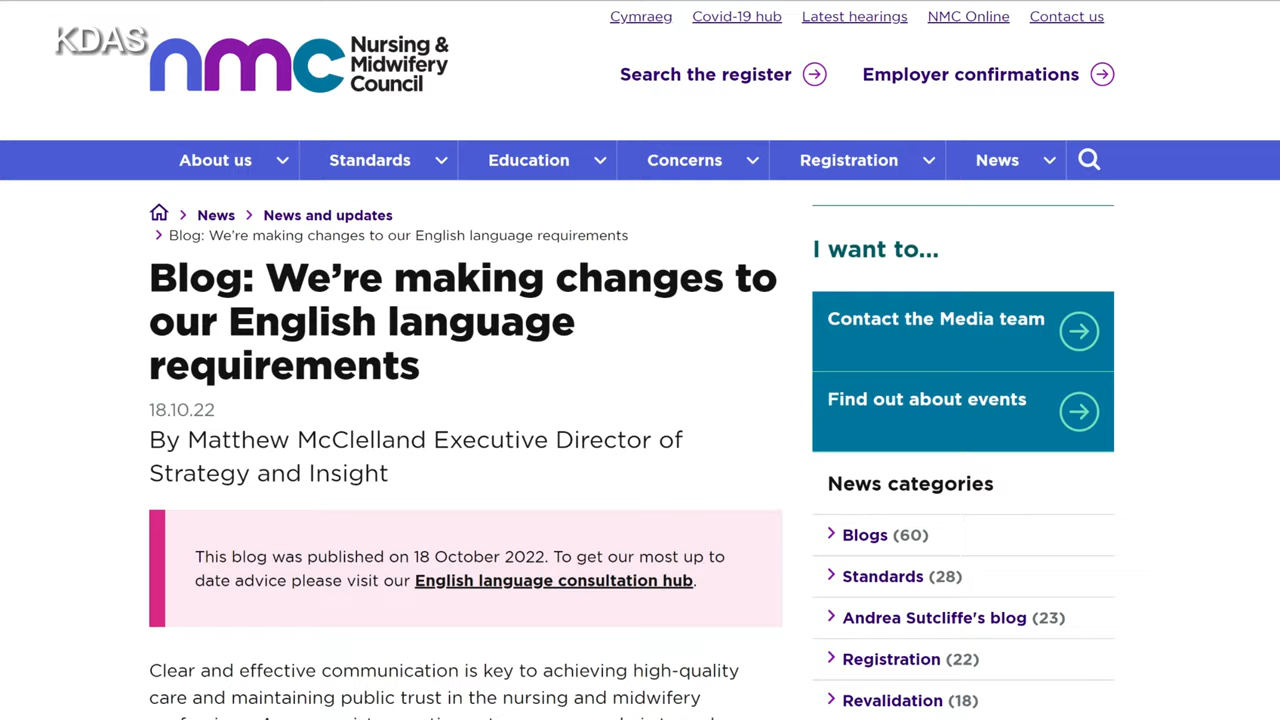 Cymraeg Covid-19 hub Latest hearings NMC Online Contact us
KDAS
nmc
Nursing &
Midwifery
Council
Search the register
Employer confirmations
About us
Standards
Education
Concerns
Registration
News
News
News and updates
Blog: We’re making changes to our English language requirements
Blog: We’re making changes to
our English language
requirements
18.10.22
By Matthew McClelland Executive Director of
Strategy and Insight
This blog was published on 18 October 2022. To get our most up to
date advice please visit our English language consultation hub.
Clear and effective communication is key to achieving high-quality
care and maintaining public trust in the nursing and midwifery
I want to...
Contact the Media team
Find out about events
News categories
Blogs (60)
Standards (28)
Andrea Sutcliffe's blog (23)
Registration (22)
Revalidation (18)